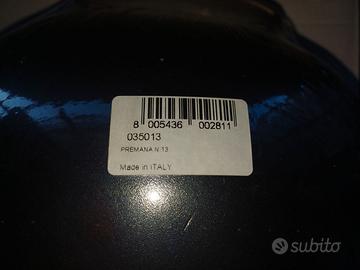 8 005436 002811
035013
PREMANA N.13
Made in ITALY
subito